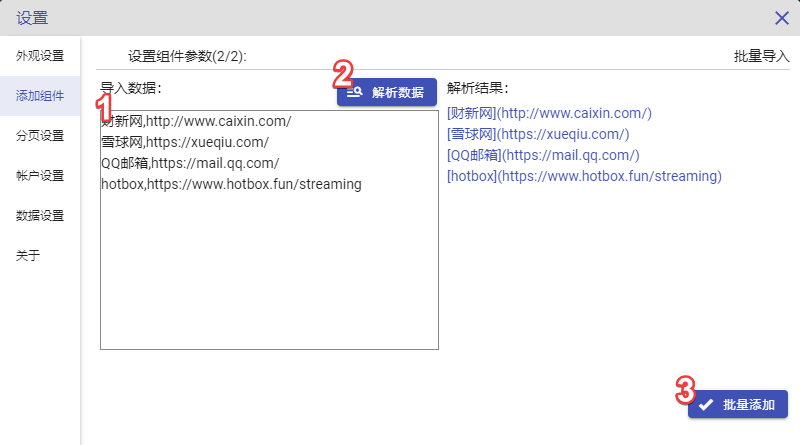 设置
外观设置
添加组件
分页设置
帐户设置
数据设置
关于
设置组件参数(2/2):
批量导入
导入数据:
1
2
解析数据
财新网,http://www.caixin.com/
雪球网,https://xueqiu.com/
QQ邮箱,https://mail.qq.com/
hotbox,https://www.hotbox.fun/streaming
解析结果:
[财新网](http://www.caixin.com/)
[雪球网](https://xueqiu.com/)
[QQ邮箱](https://mail.qq.com/)
[hotbox](https://www.hotbox.fun/streaming)
3
批量添加